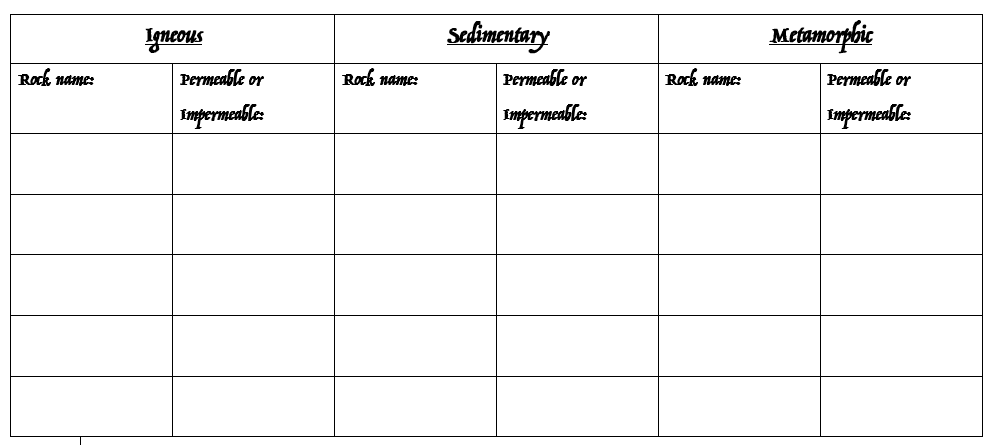 Igneous Sedimentary Metamorphic
Rock name: Permeable or Rock name: Permeable or Rock name: Permeable or
Impermeable: Impermeable: Impermeable: